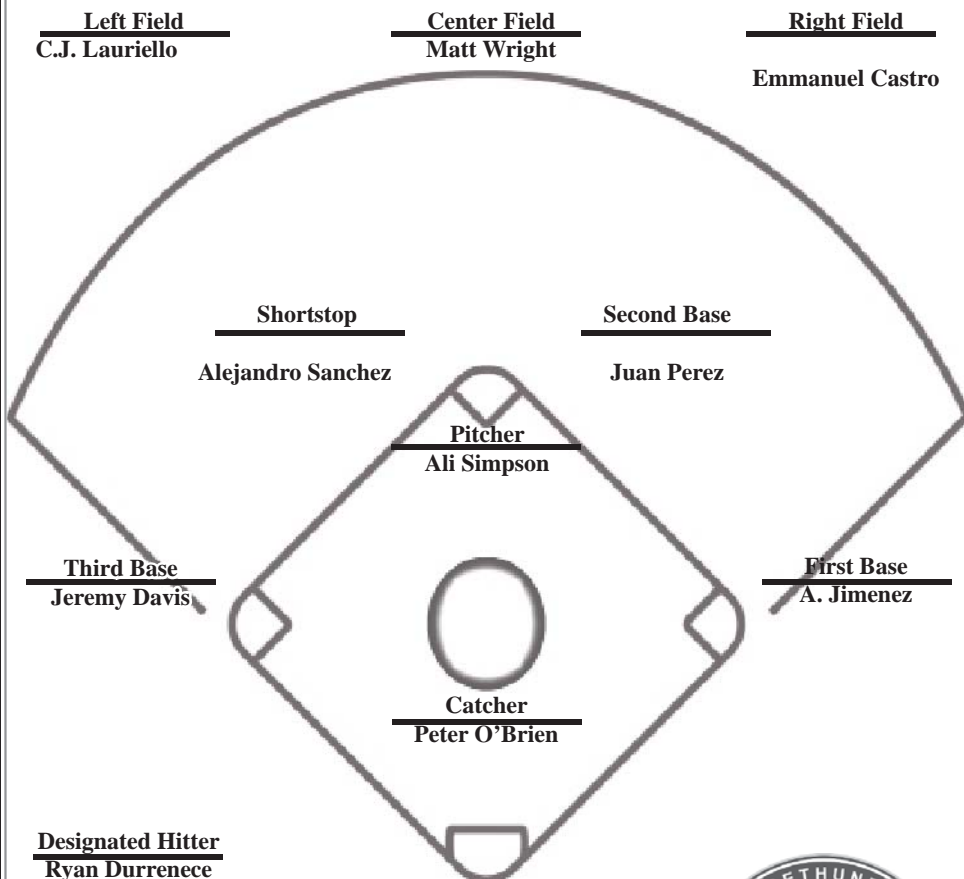 Left Field
C.J. Lauriello
Center Field
Matt Wright
Right Field
Emmanuel Castro
Shortstop
Alejandro Sanchez
Second Base
Juan Perez
Pitcher
Ali Simpson
Third Base
Jeremy Davis
First Base
A. Jimenez
Catcher
Peter O’Brien
Designated Hitter
Ryan Durrenece